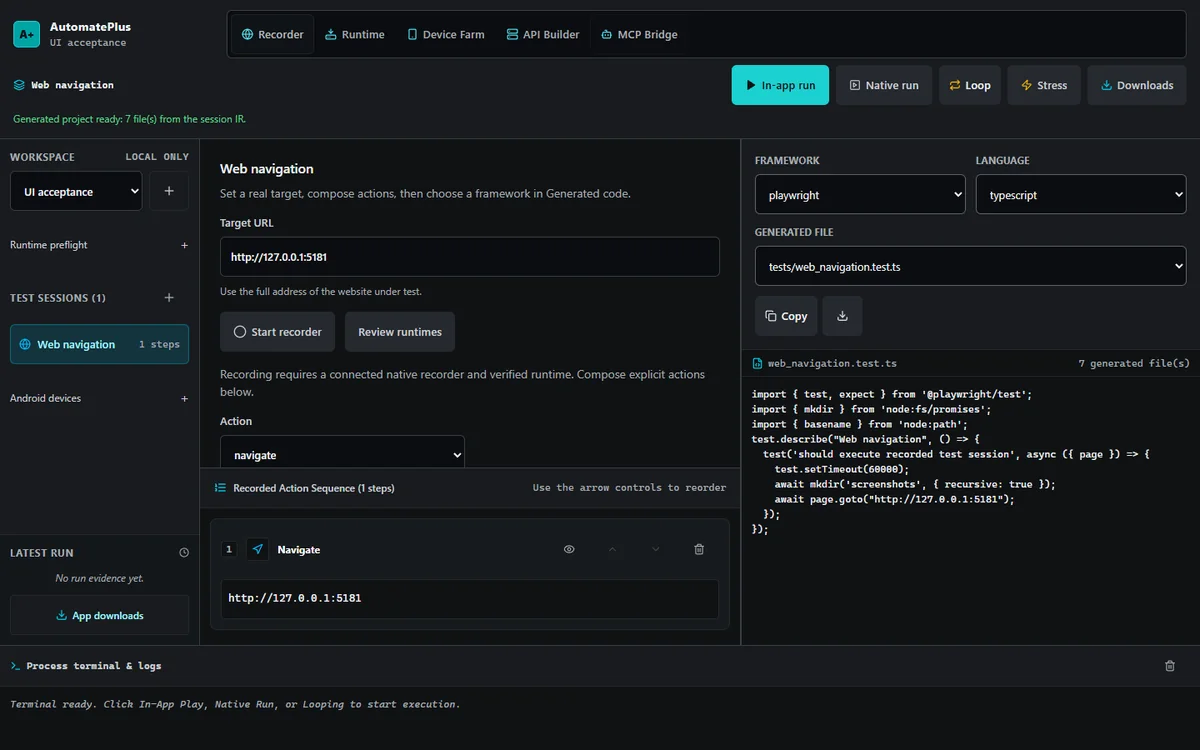 A+
AutomatePlus
UI acceptance
Recorder
Runtime
Device Farm
API Builder
MCP Bridge
Web navigation
In-app run
Native run
Loop
Stress
Downloads
Generated project ready: 7 file(s) from the session IR.
WORKSPACE
LOCAL ONLY
UI acceptance
+
Runtime preflight
+
TEST SESSIONS (1)
+
Web navigation
1 steps
Android devices
+
LATEST RUN
No run evidence yet.
App downloads
Web navigation
Set a real target, compose actions, then choose a framework in Generated code.
Target URL
http://127.0.0.1:5181
Use the full address of the website under test.
Start recorder
Review runtimes
Recording requires a connected native recorder and verified runtime. Compose explicit actions
below.
Action
navigate
Recorded Action Sequence (1 steps)
Use the arrow controls to reorder
1
Navigate
http://127.0.0.1:5181
FRAMEWORK
LANGUAGE
playwright
typescript
GENERATED FILE
tests/web_navigation.test.ts
Copy
web_navigation.test.ts
7 generated file(s)
import { test, expect } from '@playwright/test';
import { mkdir } from 'node:fs/promises';
import { basename } from 'node:path';
test.describe("Web navigation", () => {
  test('should execute recorded test session', async ({ page }) => {
    test.setTimeout(60000);
    await mkdir('screenshots', { recursive: true });
    await page.goto("http://127.0.0.1:5181");
  });
});
Process terminal & logs
Terminal ready. Click In-App Play, Native Run, or Looping to start execution.